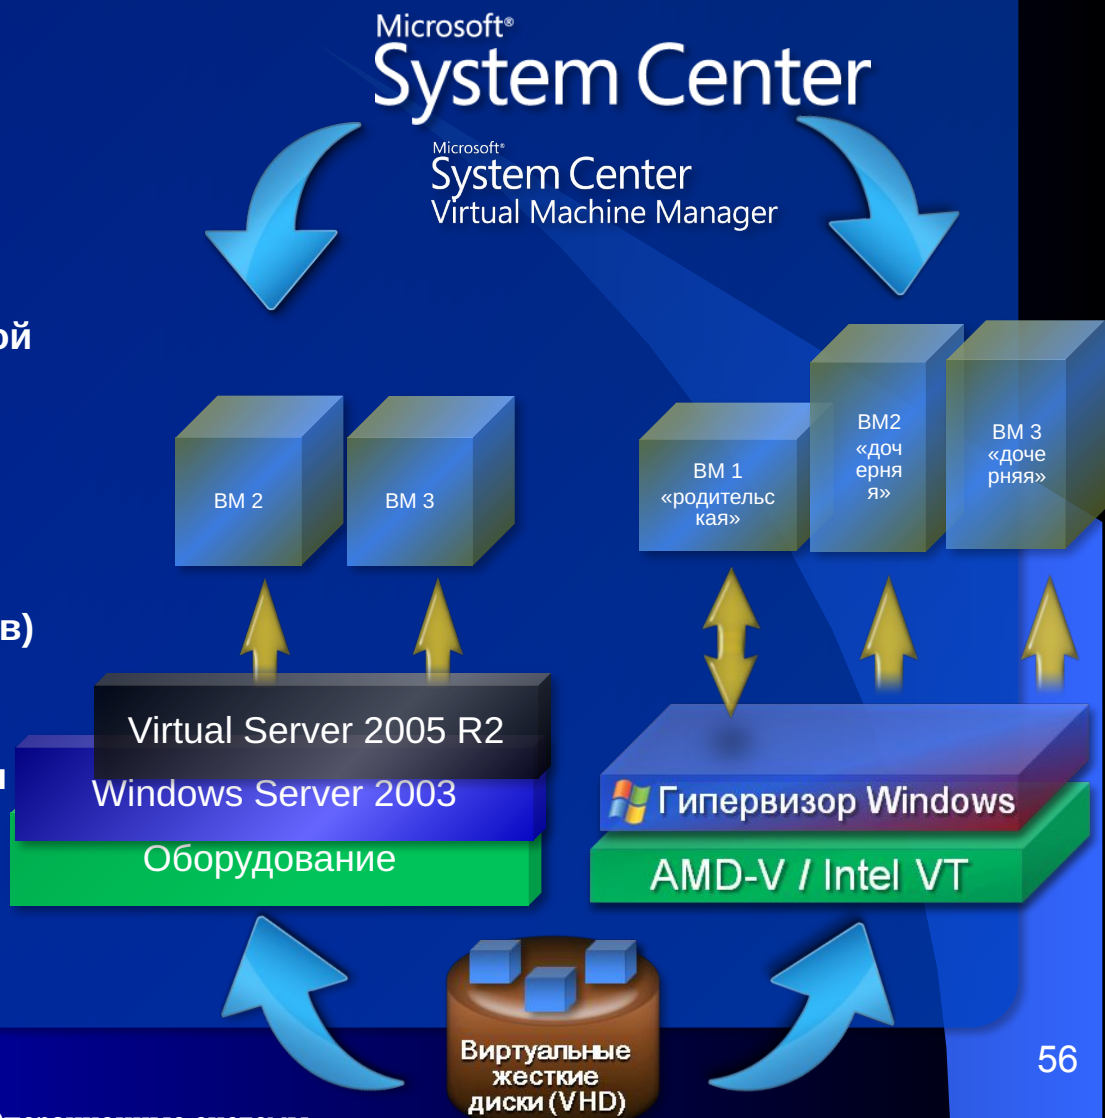 Microsoft®
System Center
Microsoft®
System Center
Virtual Machine Manager
ой
ВМ 2
ВМ 3
ВМ 1
«родительс
кая»
ВМ2
«доч
ерня
я»
ВМ 3
«доче
рняя»
в)
Virtual Server 2005 R2
Windows Server 2003
Оборудование
Гипервизор Windows
AMD-V / Intel VT
Виртуальные
жесткие
диски (VHD)
56